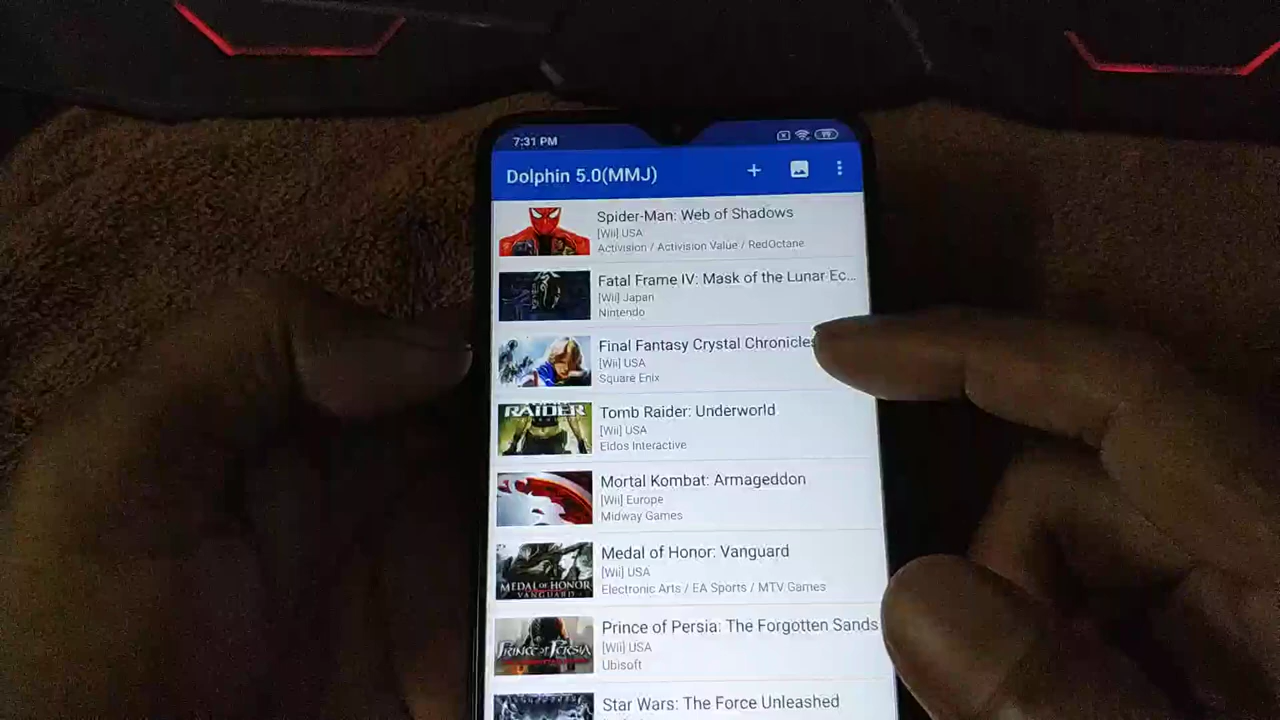 7:31 PM
99
Dolphin 5.0(MMJ)
Spider-Man: Web of Shadows
[Wii] USA
Activision / Activision Value / RedOctane
Fatal Frame IV: Mask of the Lunar Ec...
[Wii] Japan
Nintendo
Final Fantasy Crystal Chronicles
[Wii] USA
Square Enix
RAIDER
Tomb Raider: Underworld
[Wii] USA
Eidos Interactive
Mortal Kombat: Armageddon
[Wii] Europe
Midway Games
MEDAL OF HONOR
VANGUARD
Medal of Honor: Vanguard
[Wii] USA
Electronic Arts / EA Sports / MTV Games
PRINCE OF PERSIA
Prince of Persia: The Forgotten Sands
[Wii] USA
Ubisoft
Star Wars: The Force Unleashed